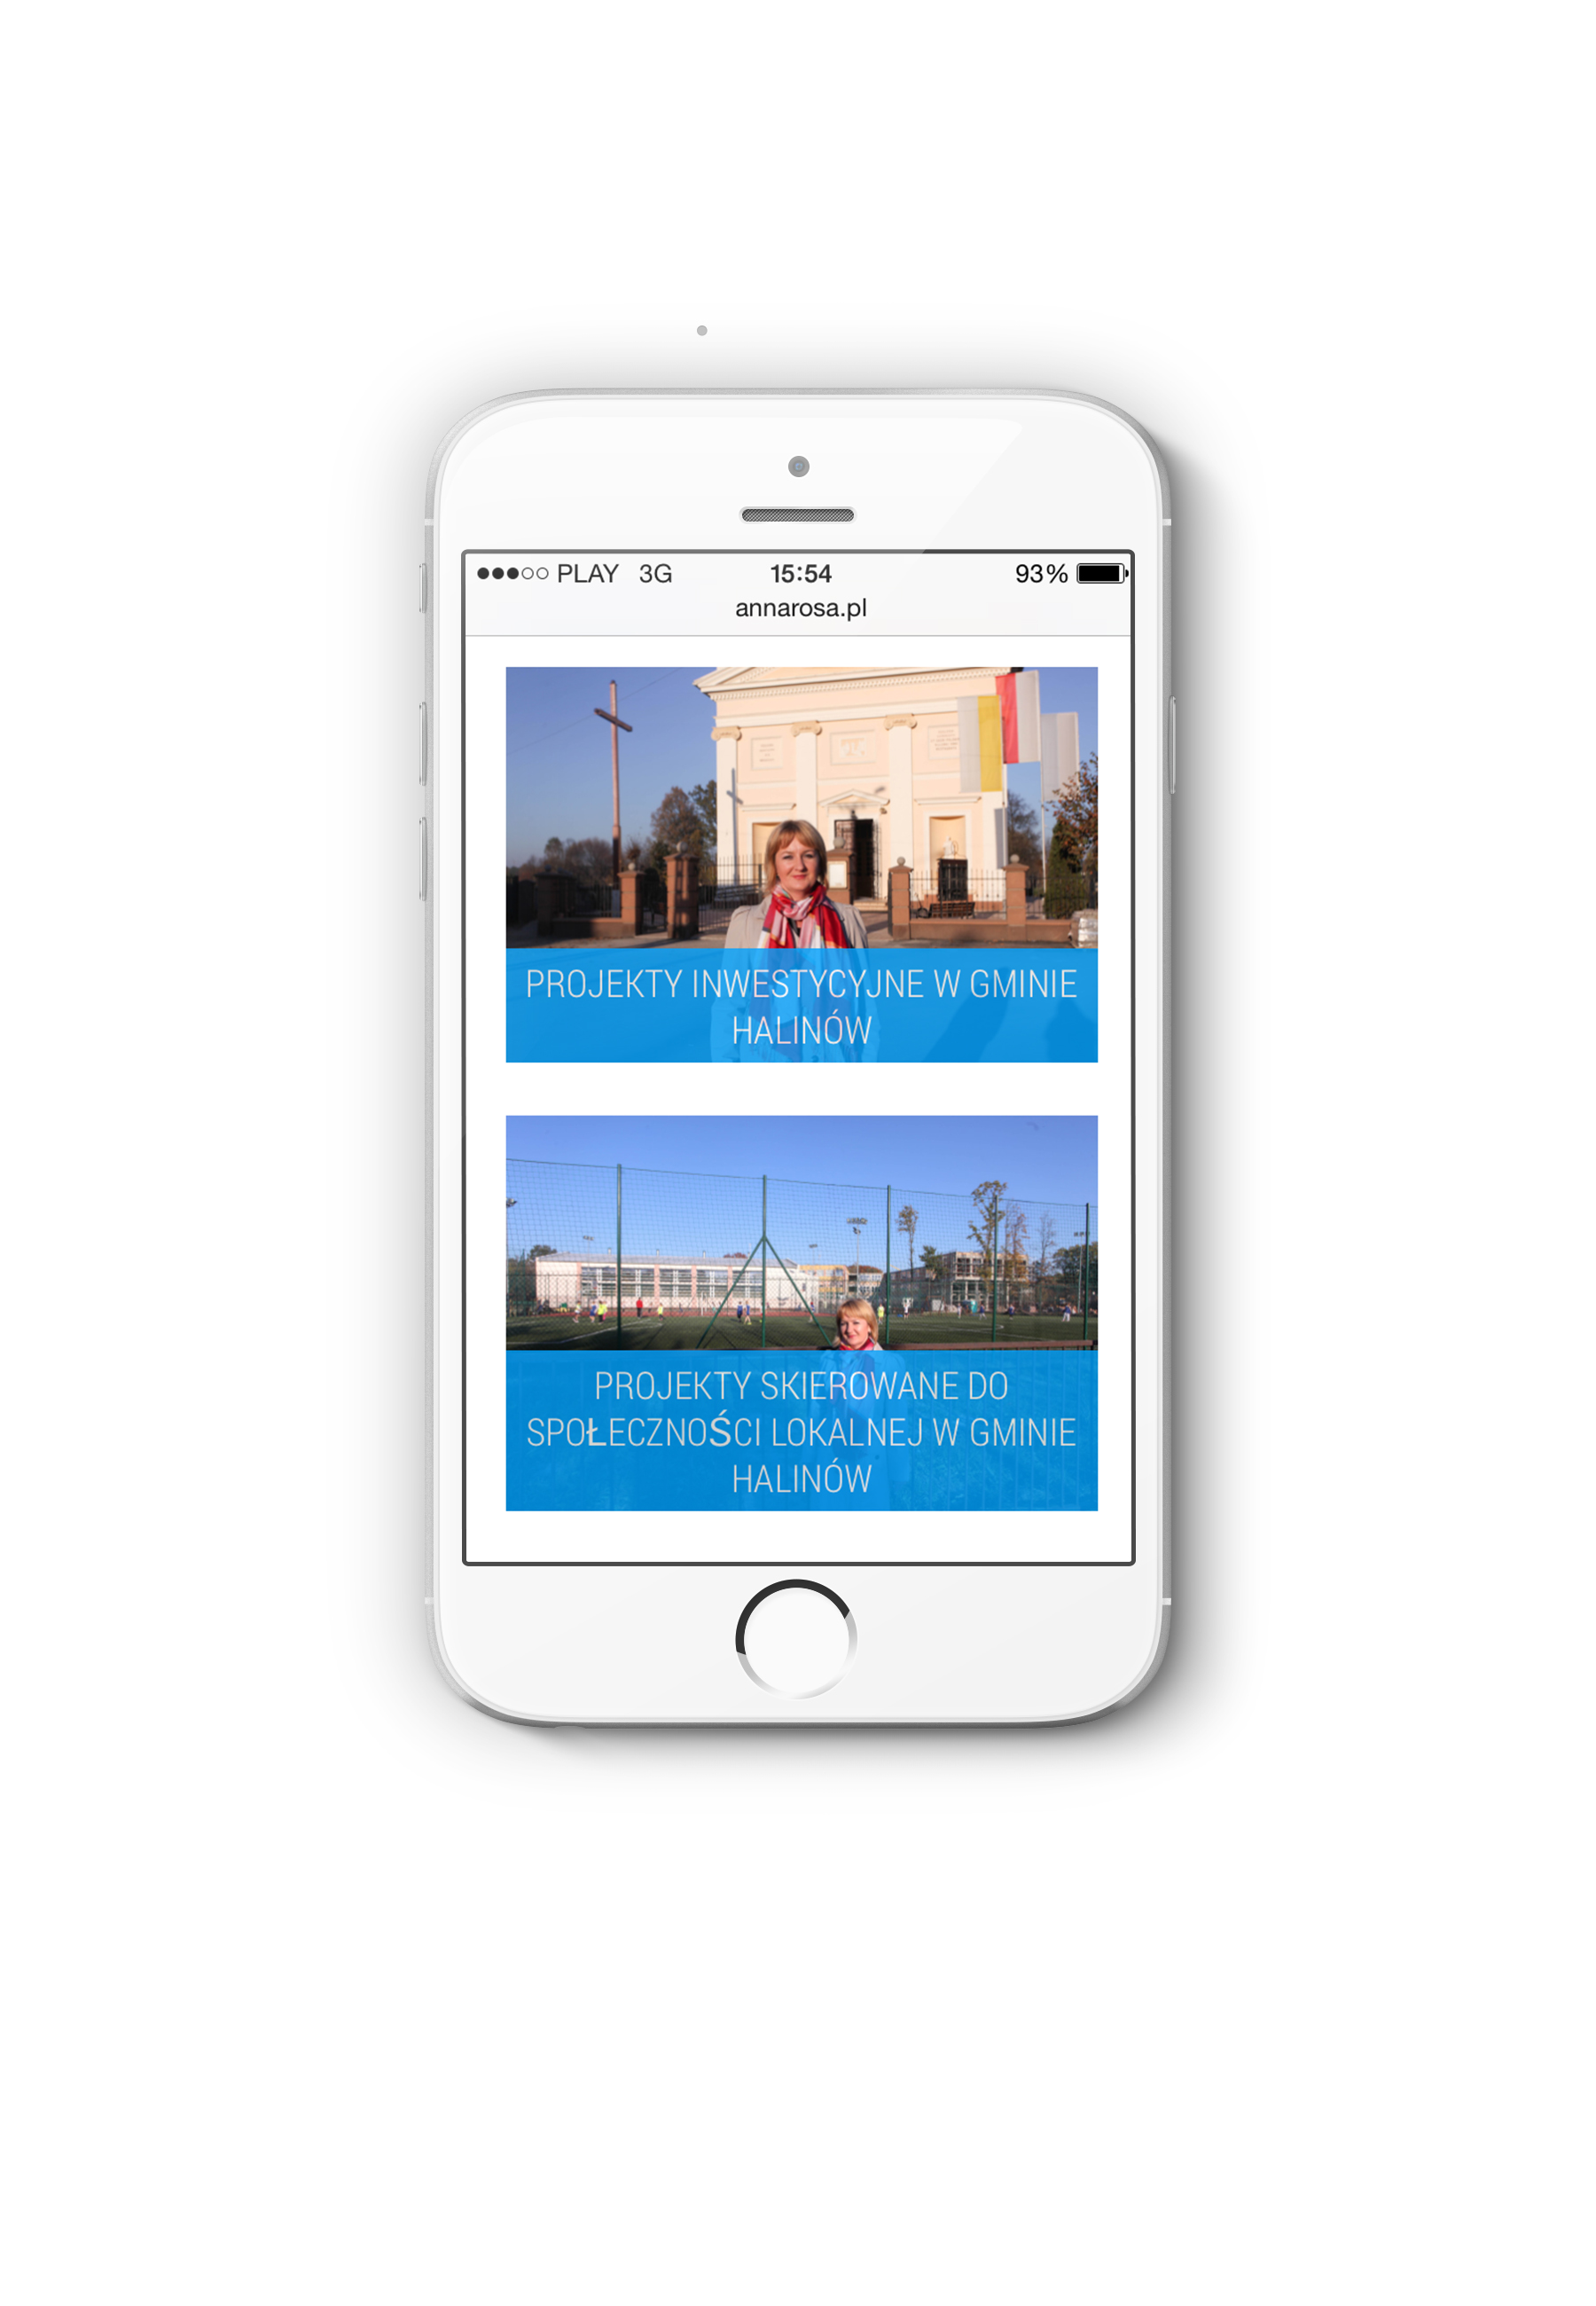 PLAY 3G 15:54 93%
annarosa.pl
PROJEKTY INWESTYCYJNE W GMINIE
HALINÓW
PROJEKTY SKIEROWANE DO
SPOŁECZNOŚCI LOKALNEJ W GMINIE
HALINÓW